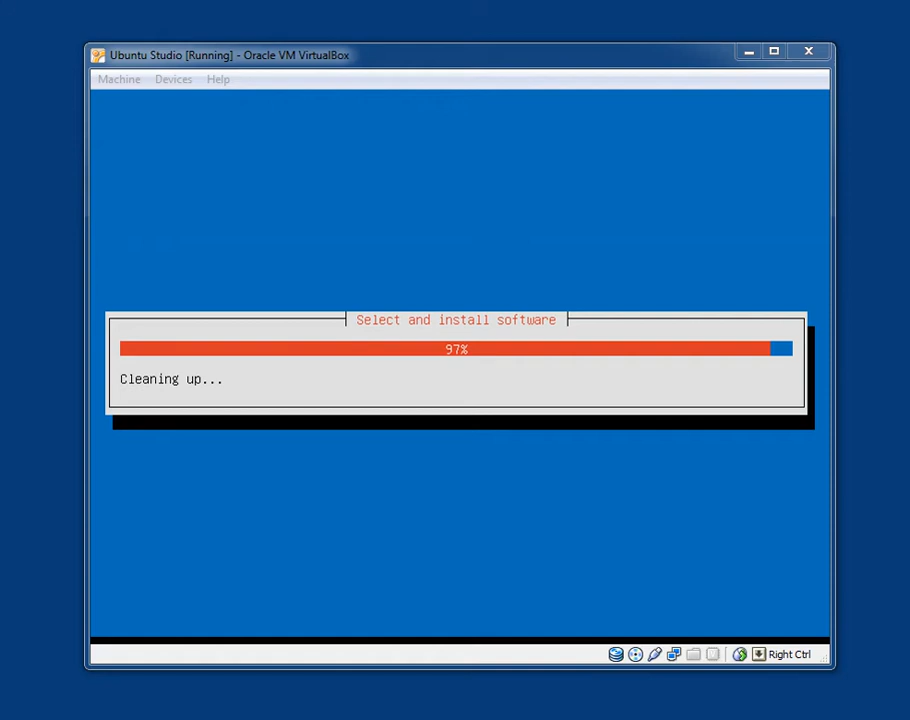 Ubuntu Studio [Running] - Oracle VM VirtualBox
Machine Devices Help
Select and install software
97%
Cleaning up...
Right Ctrl